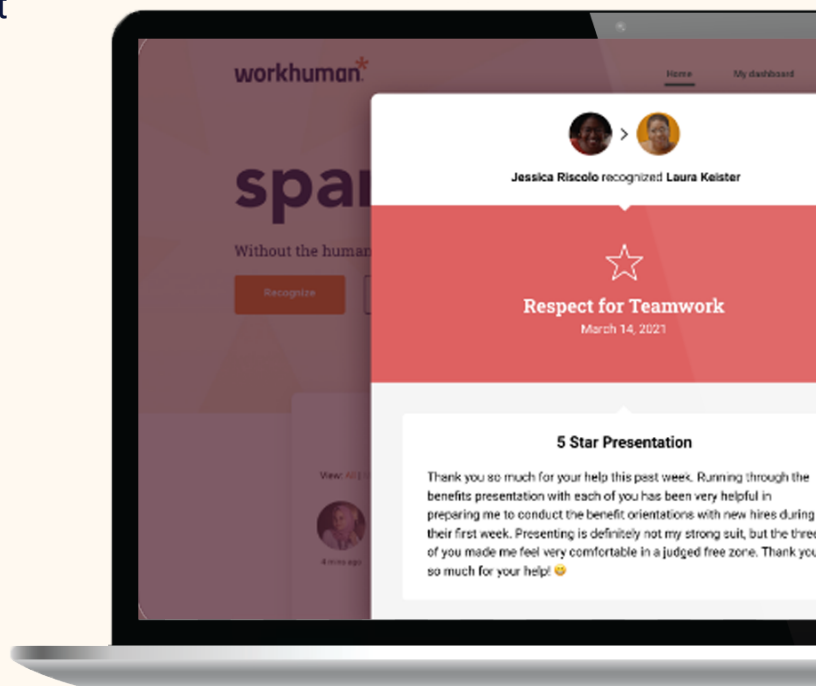 t
workhuman*
Home
My dashboard
spar
Without the human
Recognize
View: All |
4 mins ago
Jessica Riscolo recognized Laura Keister
Respect for Teamwork
March 14, 2021
5 Star Presentation
Thank you so much for your help this past week. Running through the
benefits presentation with each of you has been very helpful in
preparing me to conduct the benefit orientations with new hires during
their first week. Presenting is definitely not my strong suit, but the three
of you made me feel very comfortable in a judged free zone. Thank you
so much for your help! 😀